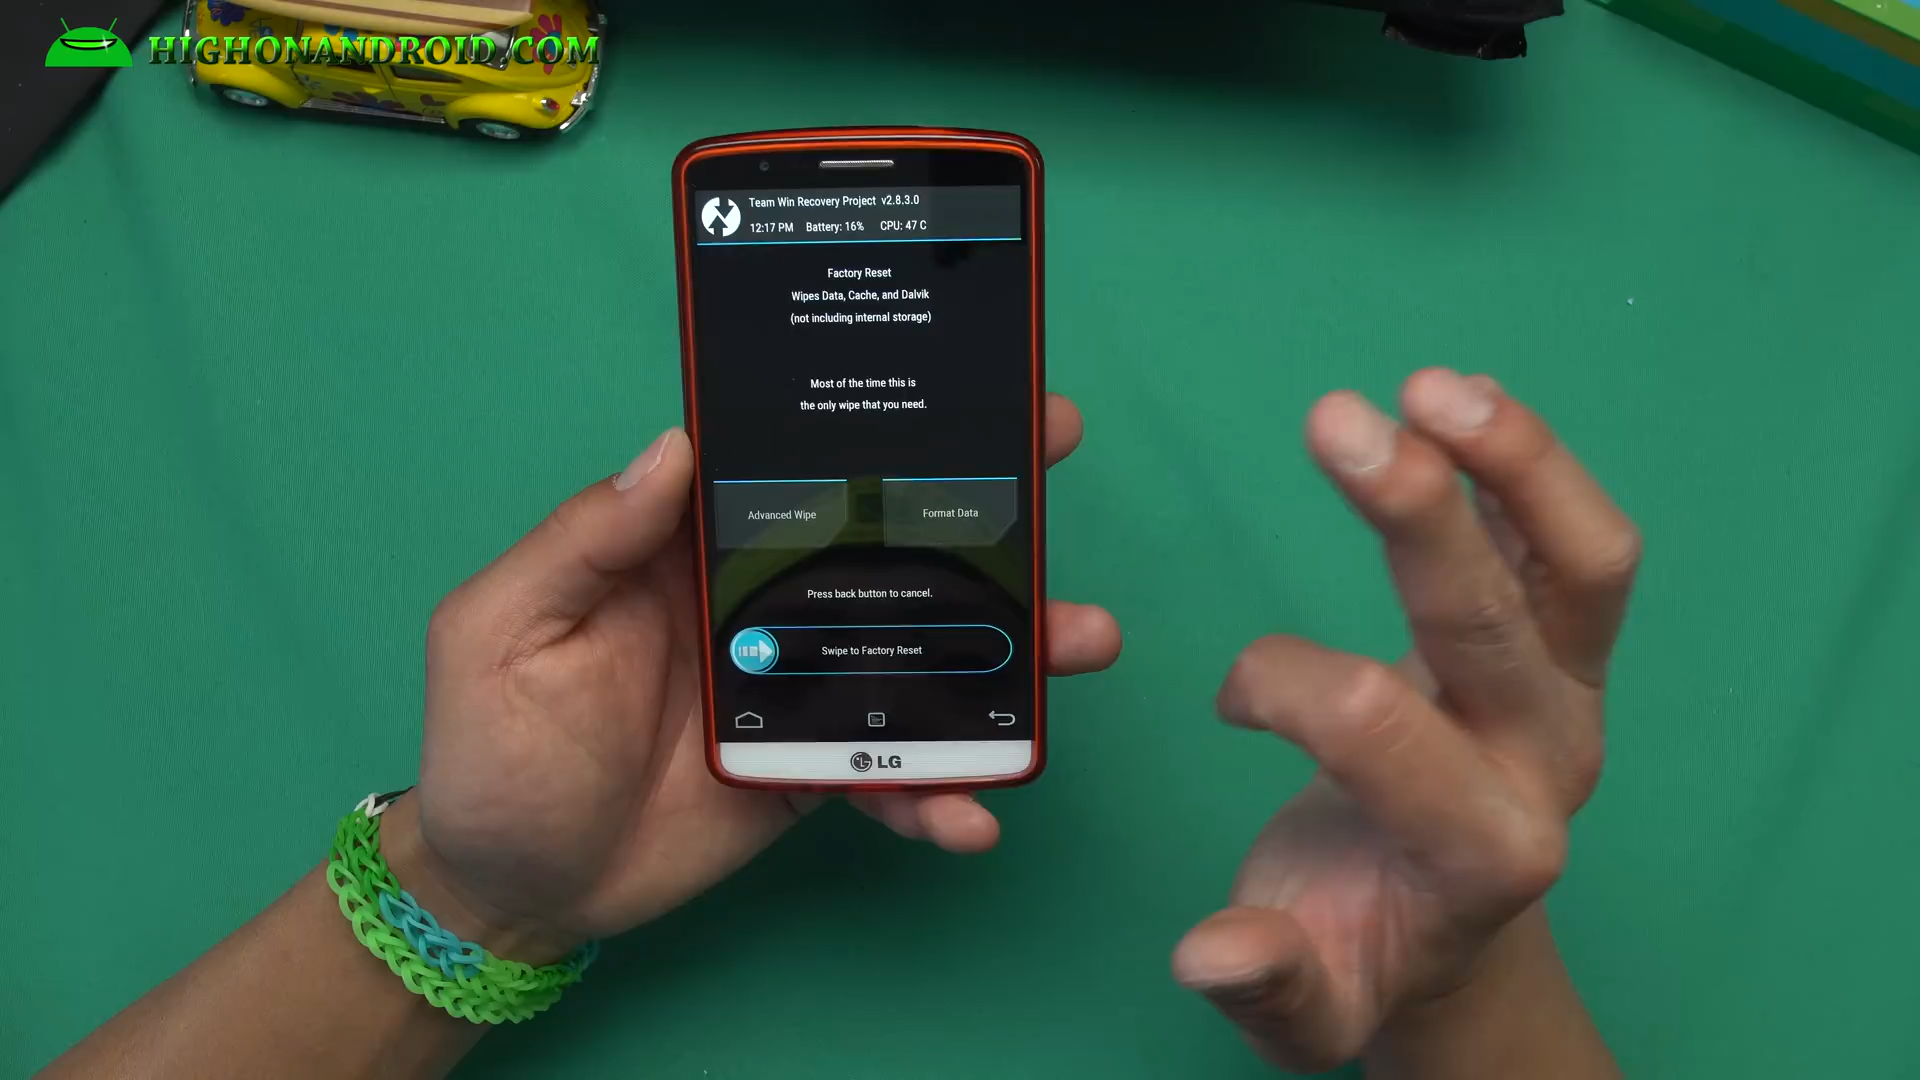 HIGHONANDROID.COM
Team Win Recovery Project v2.8.3.0
12:17 PM Battery: 16% CPU: 47 C
Factory Reset
Wipes Data, Cache, and Dalvik
(not including internal storage)
Most of the time this is
the only wipe that you need.
Advanced Wipe
Format Data
Press back button to cancel.
Swipe to Factory Reset
LG